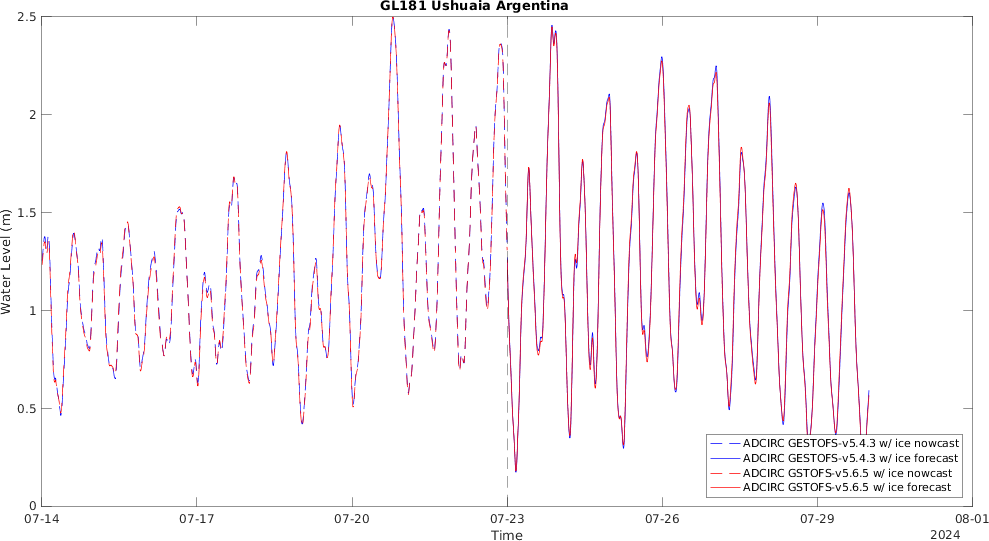 GL181 Ushuaia Argentina
2.5
2
1.5
1
0.5
0
Water Level (m)
07-14
07-17
07-20
07-23
07-26
07-29
08-01
Time
2024
ADCIRC GESTOFS-v5.4.3 w/ ice nowcast
ADCIRC GESTOFS-v5.4.3 w/ ice forecast
ADCIRC GSTOFS-v5.6.5 w/ ice nowcast
ADCIRC GSTOFS-v5.6.5 w/ ice forecast